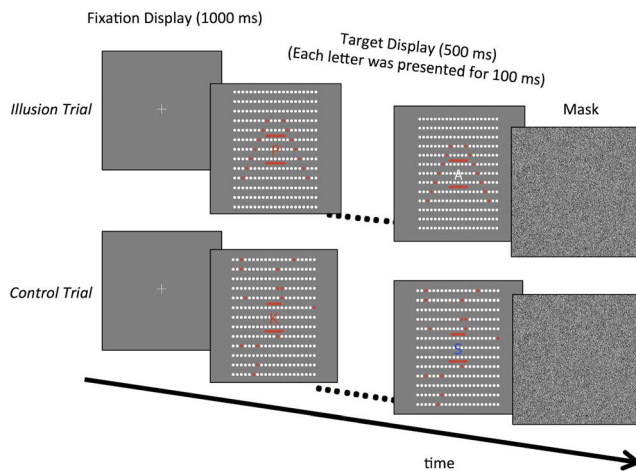 Fixation Display (1000 ms)
Target Display (500 ms)
(Each letter was presented for 100 ms)
Illusion Trial
Mask
P
A
Control Trial
K
S
time